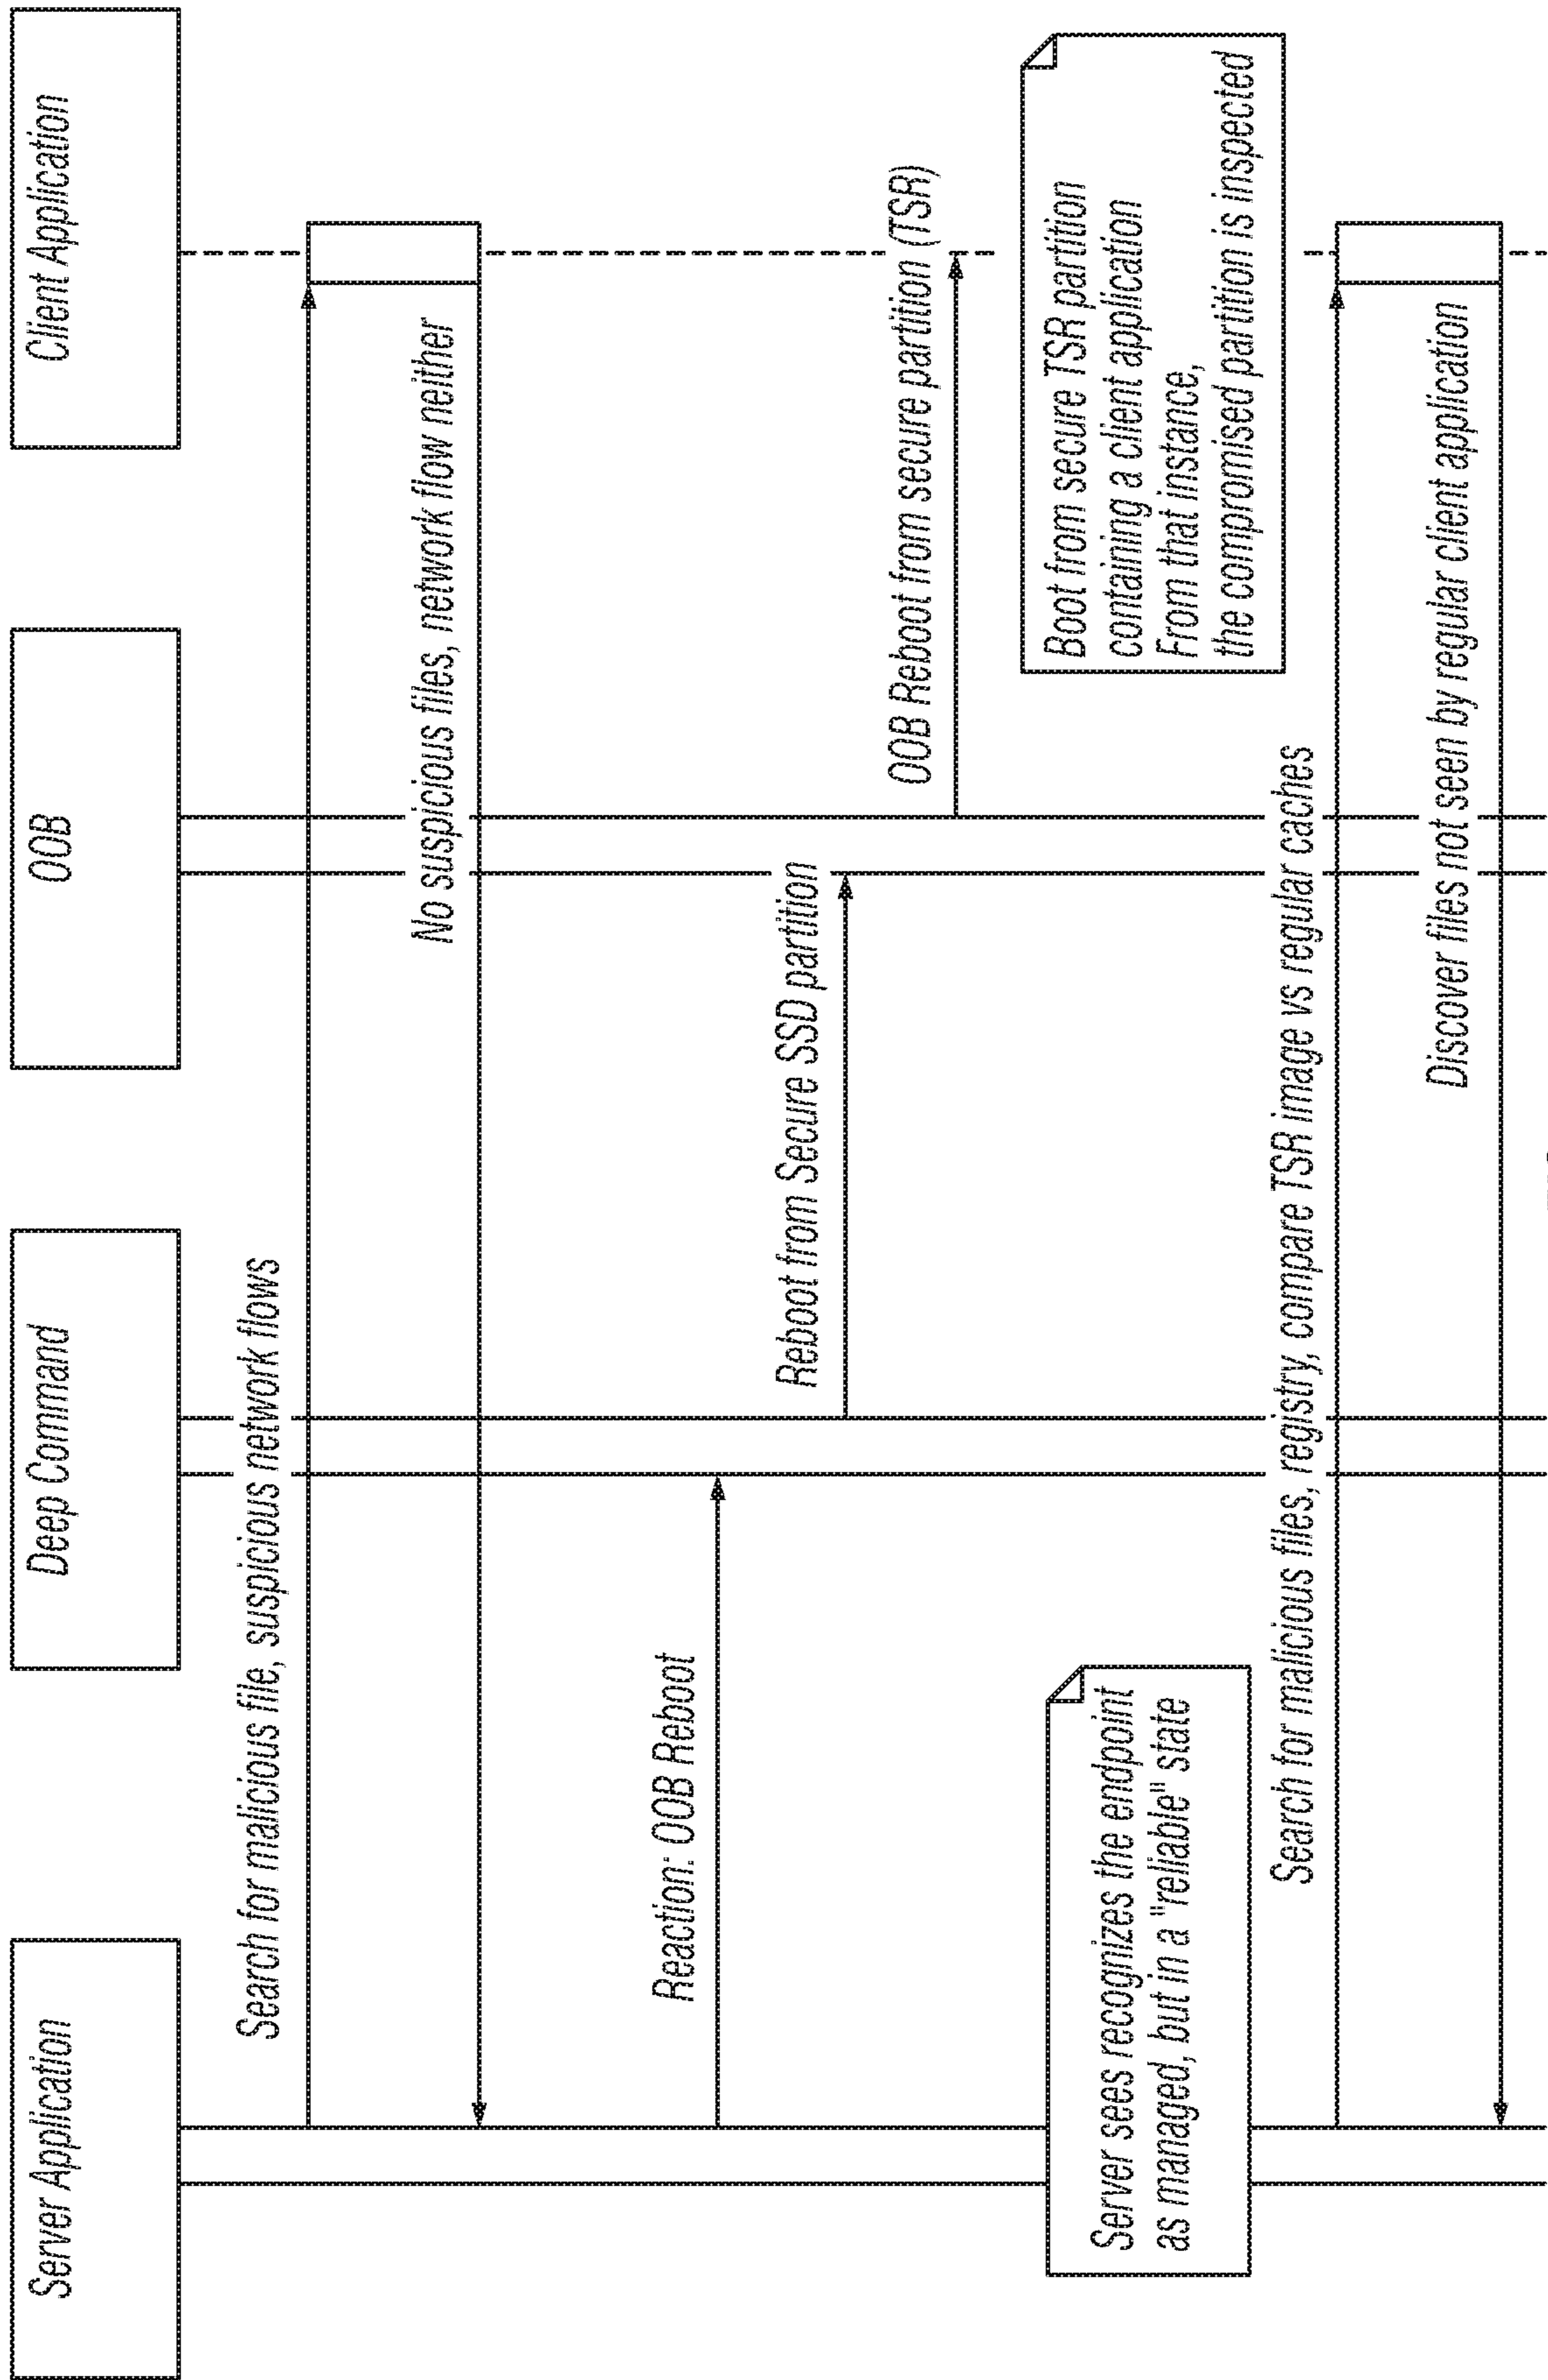 Server Application
Deep Command
OOB
Client Application
Search for malicious file, suspicious network flows
No suspicious files, network flow neither
Reaction: OOB Reboot
Reboot from Secure SSD partition
OOB Reboot from secure partition (TSR)
Server sees recognizes the endpoint
as managed, but in a "reliable" state
Boot from secure TSR partition
containing a client application
From that instance,
the compromised partition is inspected
Search for malicious files, registry, compare TSR image vs regular caches
Discover files not seen by regular client application